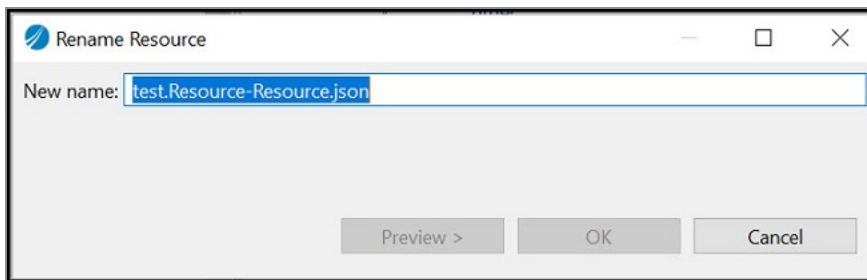 Rename Resource
New name: test.Resource-Resource.json
Preview > OK Cancel